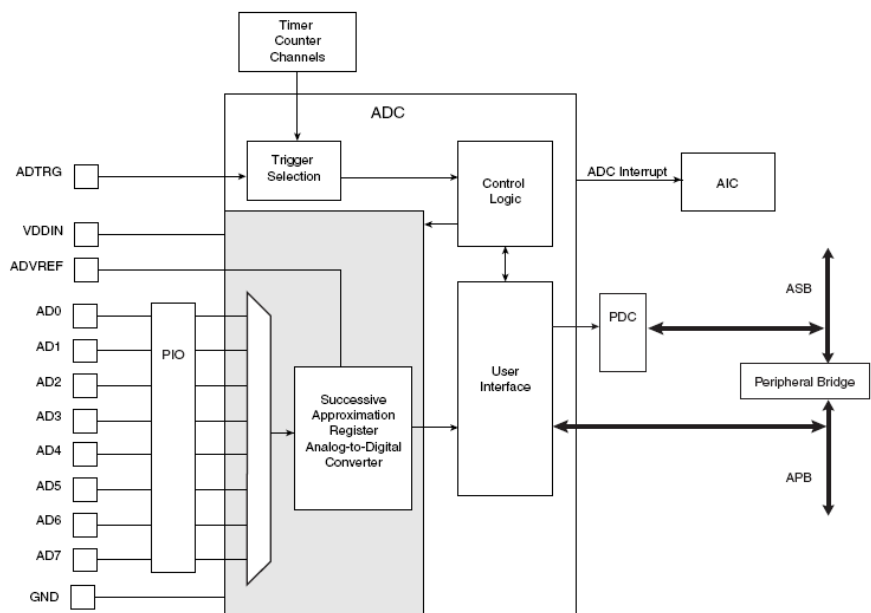 Timer
Counter
Channels
ADC
ADTRG
Trigger
Selection
Control
Logic
ADC Interrupt
AIC
VDDIN
ADVREF
ASB
AD0
AD1
AD2
AD3
AD4
AD5
AD6
AD7
PIO
PDC
User
Interface
Peripheral Bridge
Successive
Approximation
Register
Analog-to-Digital
Converter
APB
GND